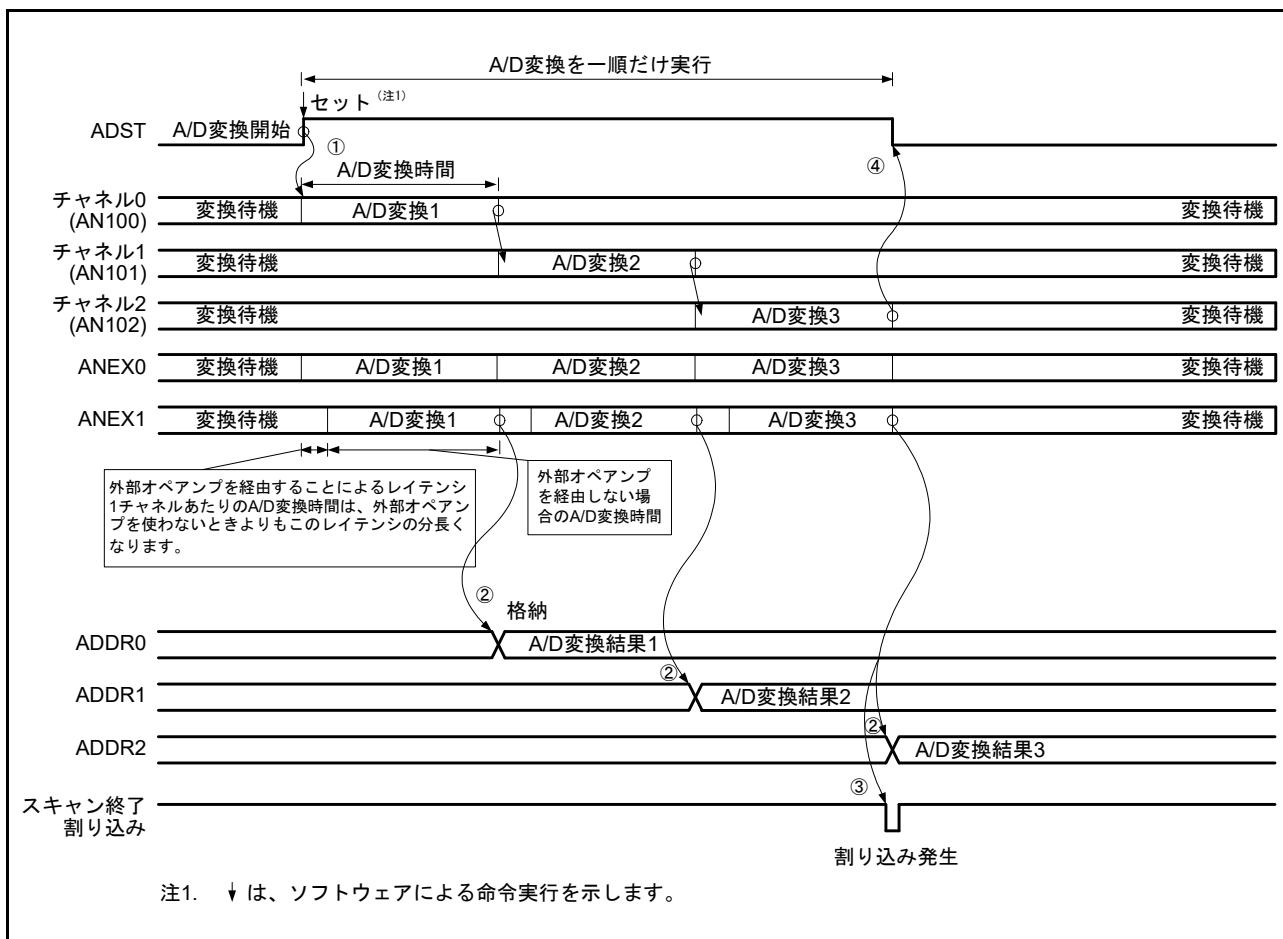 A/D変換を一順だけ実行
セット（注1）
ADST
A/D変換開始
①
④
A/D変換時間
チャネル0
(AN100)
変換待機
A/D変換1
変換待機
チャネル1
(AN101)
変換待機
A/D変換2
変換待機
チャネル2
(AN102)
変換待機
A/D変換3
変換待機
ANEX0
変換待機
A/D変換1
A/D変換2
A/D変換3
変換待機
ANEX1
変換待機
A/D変換1
A/D変換2
A/D変換3
変換待機
外部オペアンプを経由することによるレイテンシ
1チャネルあたりのA/D変換時間は、外部オペアン
プを使わないときよりもこのレイテンシの分長く
なります。
外部オペアンプ
を経由しない場
合のA/D変換時間
②
格納
ADDR0
A/D変換結果1
②
ADDR1
A/D変換結果2
②
ADDR2
A/D変換結果3
③
スキャン終了
割り込み
割り込み発生
注1. ↓は、ソフトウェアによる命令実行を示します。